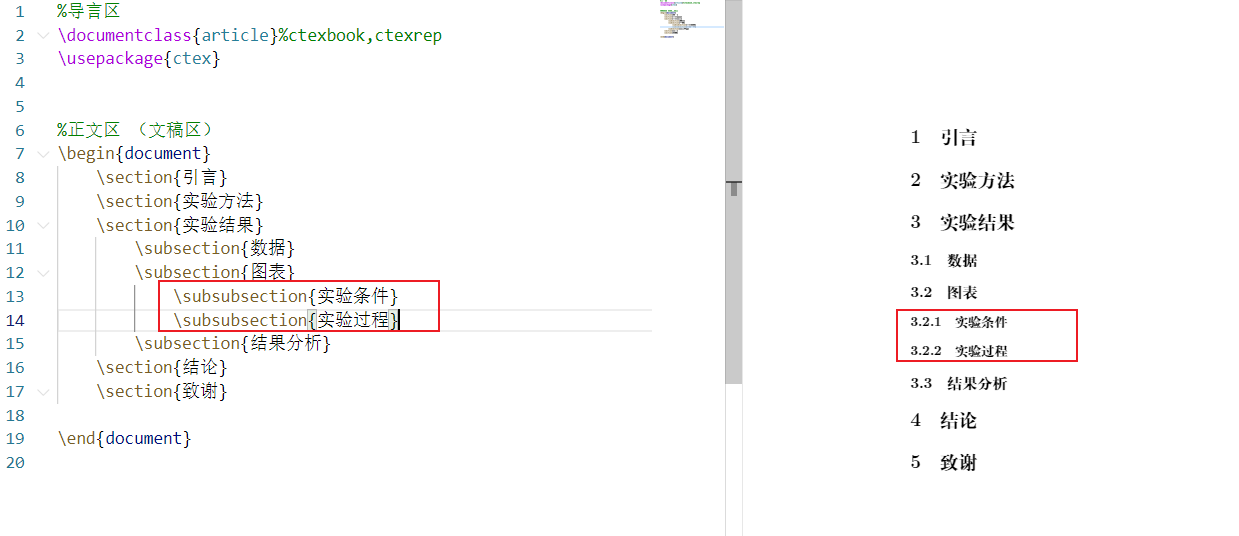 1 %导言区
2 \documentclass{article}%ctexbook,ctexrep
3 \usepackage{ctex}
4
5
6 %正文区 （文稿区）
7 \begin{document}
8 \section{引言}
9 \section{实验方法}
10 \section{实验结果}
11 \subsection{数据}
12 \subsection{图表}
13 \subsubsection{实验条件}
14 \subsubsection{实验过程}
15 \subsection{结果分析}
16 \section{结论}
17 \section{致谢}
18
19 \end{document}
20
1 引言
2 实验方法
3 实验结果
3.1 数据
3.2 图表
3.2.1 实验条件
3.2.2 实验过程
3.3 结果分析
4 结论
5 致谢